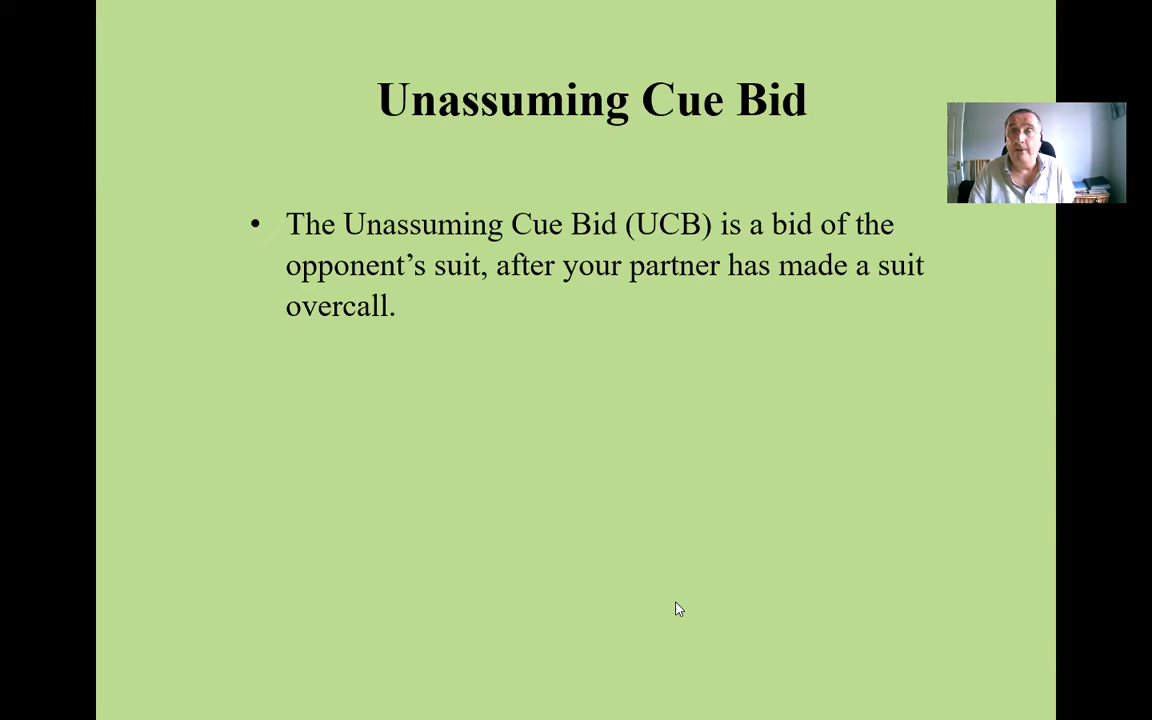 Unassuming Cue Bid
• The Unassuming Cue Bid (UCB) is a bid of the
opponent’s suit, after your partner has made a suit
overcall.